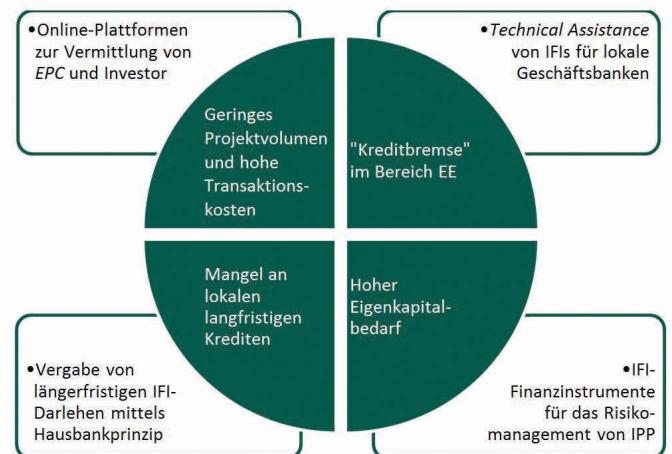 •Online-Plattformen
zur Vermittlung von
EPC und Investor
•Technical Assistance
von IFIs für lokale
Geschäftsbanken
Geringes
Projektvolumen
und hohe
Transaktions-
kosten
"Kreditbremse"
im Bereich EE
Mangel an
lokalen
langfristigen
Krediten
Hoher
Eigenkapital-
bedarf
•Vergabe von
längerfristigen IFI-
Darlehen mittels
Hausbankprinzip
•IFI-
Finanzinstrumente
für das Risiko-
management von IPP